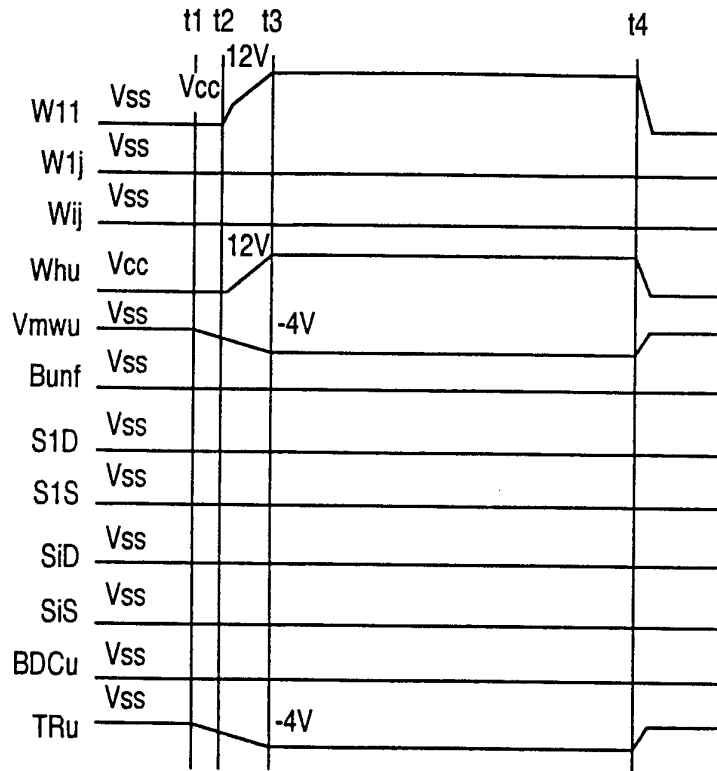 t1 t2 t3 t4
12V
Vcc
Vss
W11
Vss
W1j
Vss
Wij
12V
Vcc
Whu
Vss
-4V
Vmwu
Vss
Bunf
Vss
S1D
Vss
S1S
Vss
SiD
Vss
SiS
Vss
BDCu
Vss
-4V
TRu